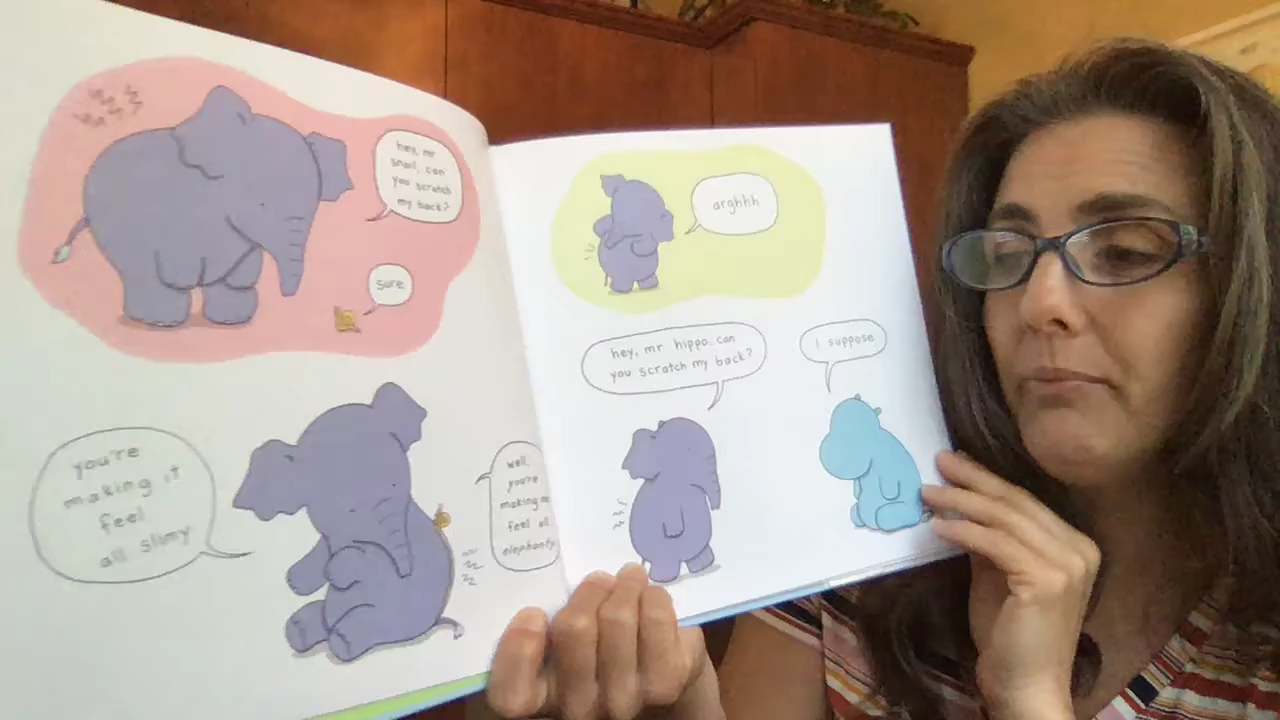 hey, mr
snail, can
you scratch
my back?
sure
you're
making it
feel
all slimy
well,
you're
making me
feel all
elephanty
arghhh
hey, mr hippo, can
you scratch my back?
I suppose